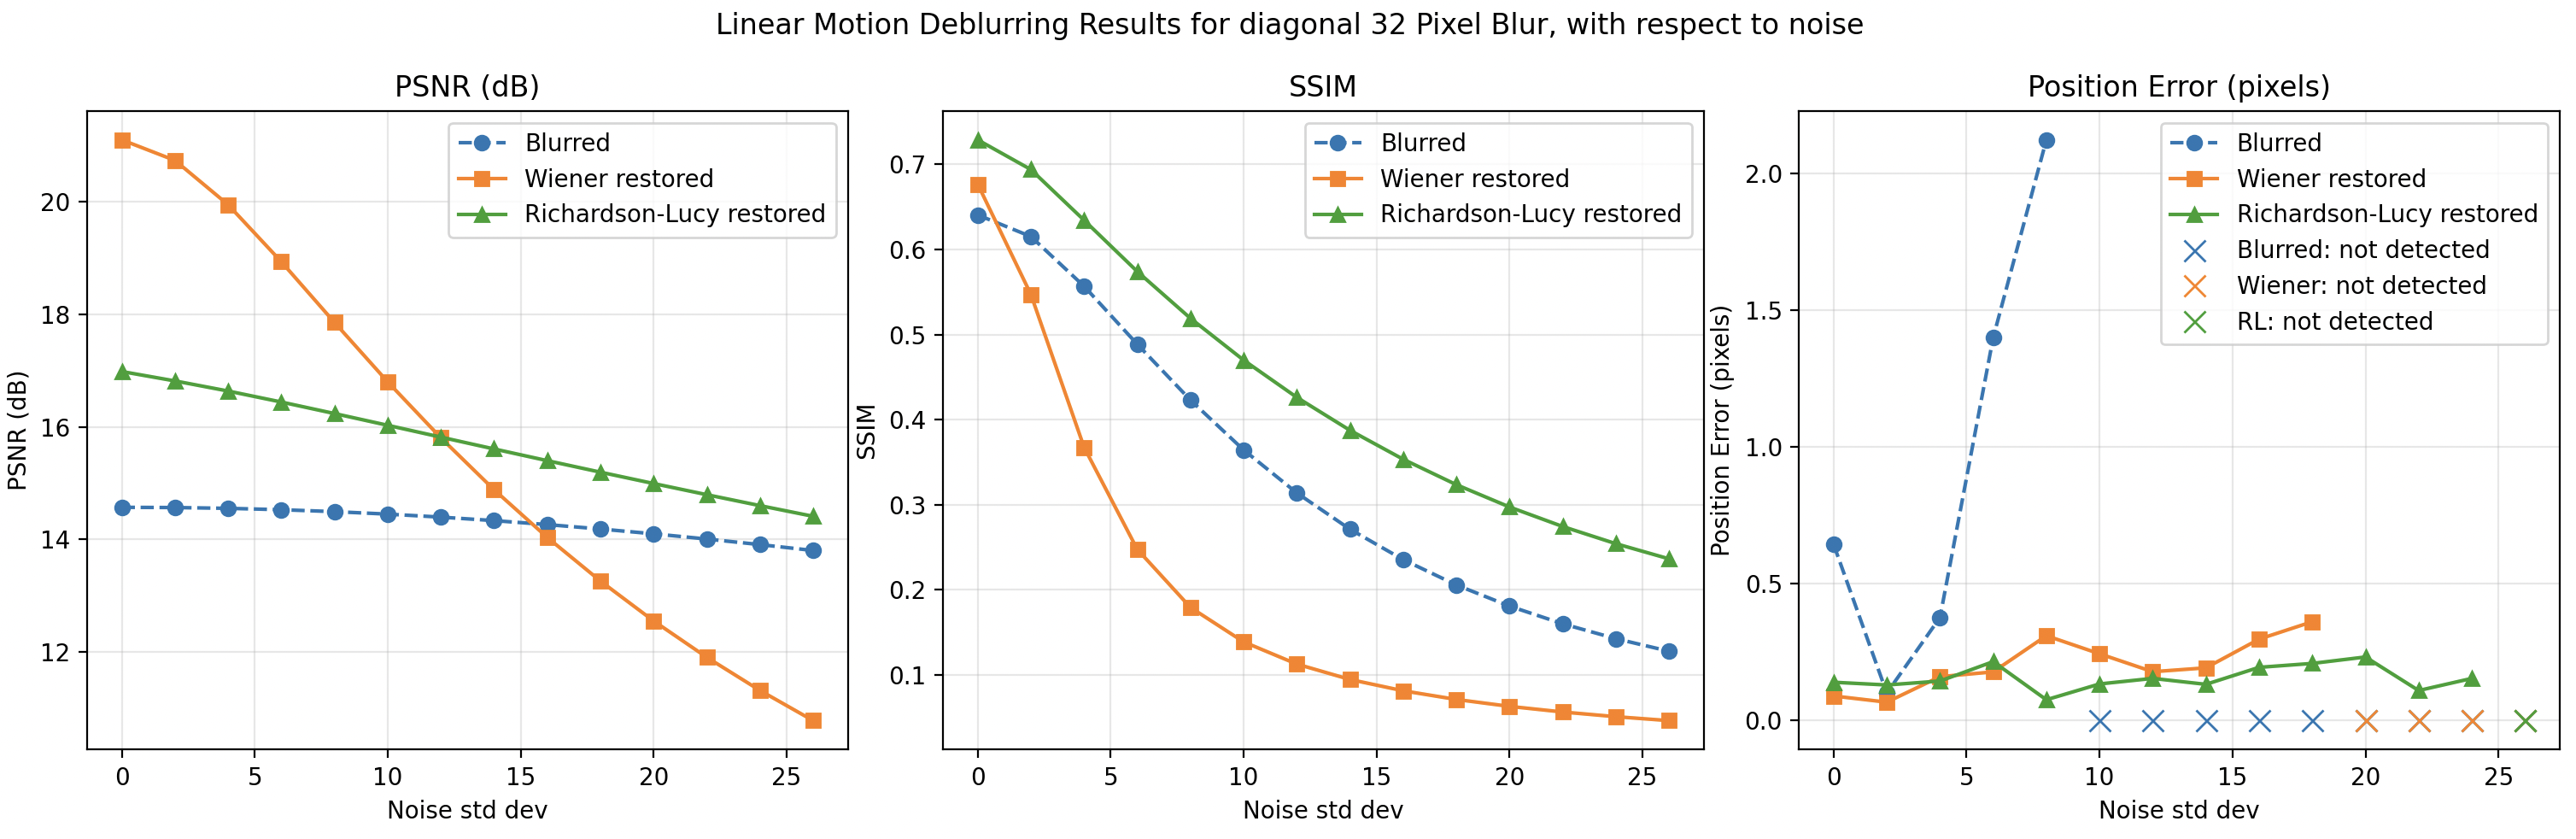 Linear Motion Deblurring Results for diagonal 32 Pixel Blur, with respect to noise
PSNR (dB)
PSNR (dB)
20
18
16
14
12
0 5 10 15 20 25
Noise std dev
Blurred
Wiener restored
Richardson-Lucy restored
SSIM
SSIM
0.7
0.6
0.5
0.4
0.3
0.2
0.1
0 5 10 15 20 25
Noise std dev
Blurred
Wiener restored
Richardson-Lucy restored
Position Error (pixels)
Position Error (pixels)
2.0
1.5
1.0
0.5
0.0
0 5 10 15 20 25
Noise std dev
Blurred
Wiener restored
Richardson-Lucy restored
Blurred: not detected
Wiener: not detected
RL: not detected